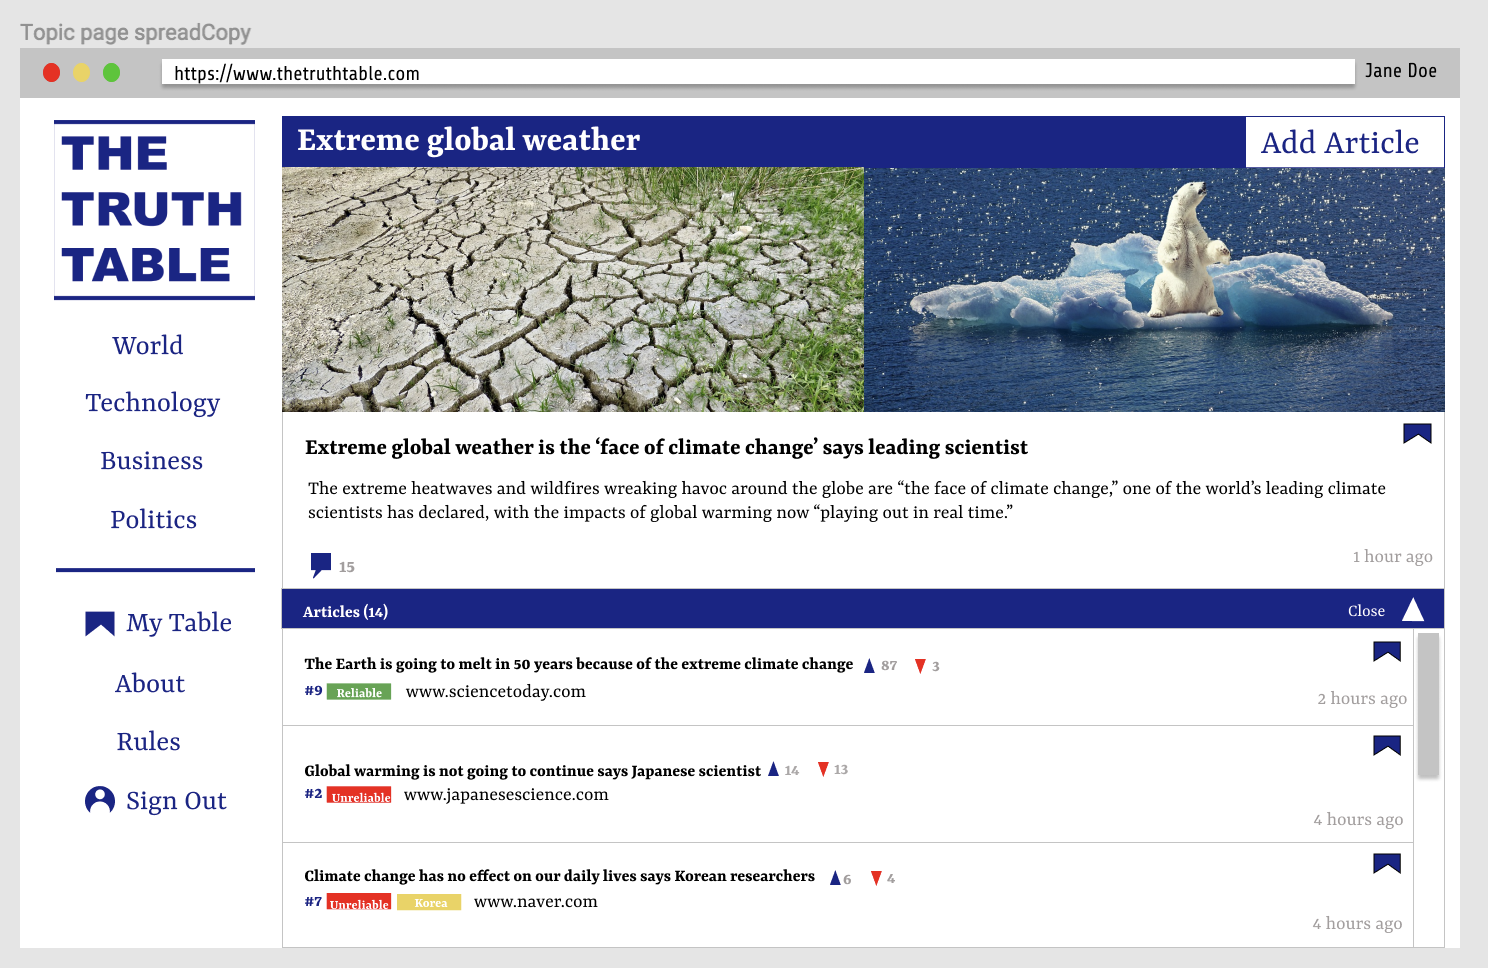 Topic page spreadCopy
https://www.thetruthtable.com
Jane Doe
THE
TRUTH
TABLE
World
Technology
Business
Politics
My Table
About
Rules
Sign Out
Extreme global weather
Add Article
Extreme global weather is the ‘face of climate change’ says leading scientist
The extreme heatwaves and wildfires wreaking havoc around the globe are “the face of climate change,” one of the world’s leading climate
scientists has declared, with the impacts of global warming now “playing out in real time.”
15
1 hour ago
Articles (14)
Close
The Earth is going to melt in 50 years because of the extreme climate change 87 3
#9 Reliable www.sciencetoday.com
2 hours ago
Global warming is not going to continue says Japanese scientist 14 13
#2 Unreliable www.japanesescience.com
4 hours ago
Climate change has no effect on our daily lives says Korean researchers 6 4
#7 Unreliable Korea www.naver.com
4 hours ago